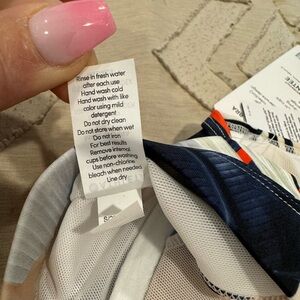 Rinse in fresh water
after each use
Hand wash cold
Hand wash with like
color using mild
detergent
Do not dry clean
Do not store when wet
Do not iron
For best results
Remove internal
cups before washing
Use non-chlorine
bleach when needed
Line dry